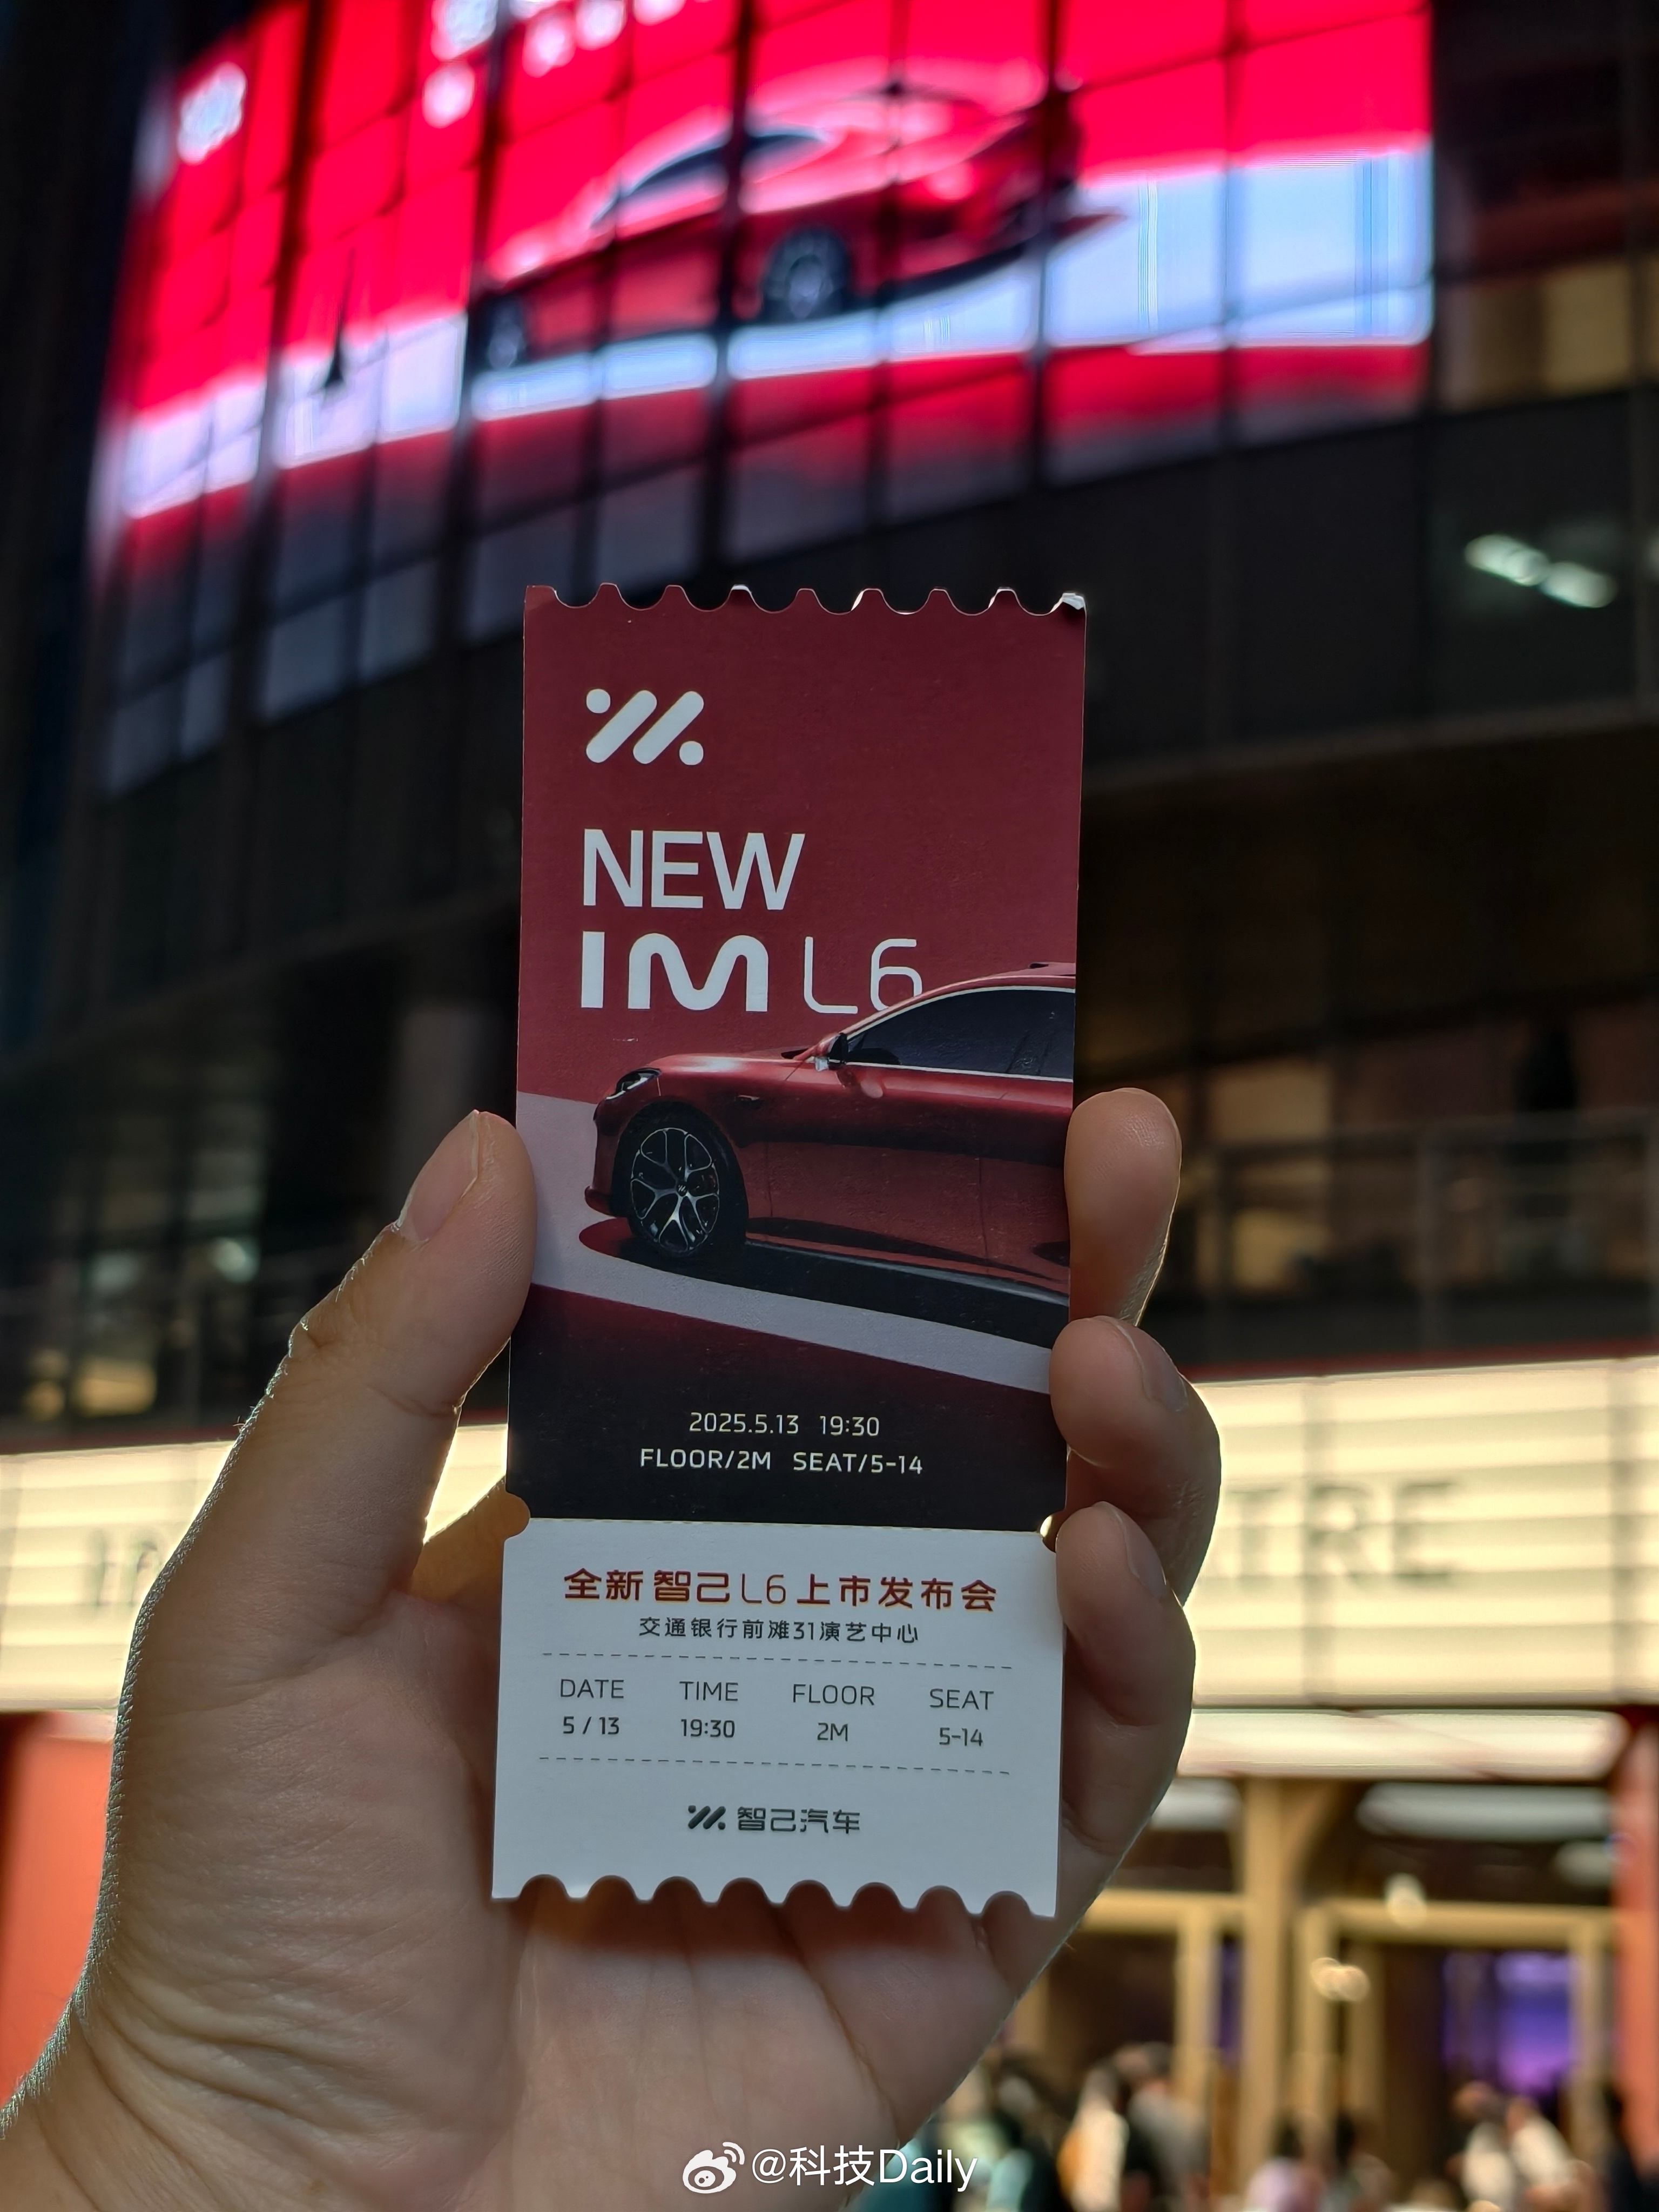 NEW
IM L6
2025.5.13 19:30
FLOOR/2M SEAT/5-14
全新智己L6上市发布会
交通银行前滩31演艺中心
DATE TIME FLOOR SEAT
5 / 13 19:30 2M 5-14
智己汽车
@科技Daily